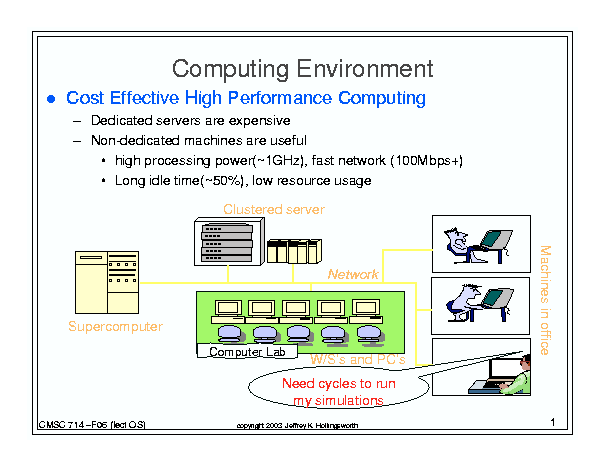 Computing Environment
● Cost Effective High Performance Computing
– Dedicated servers are expensive
– Non-dedicated machines are useful
• high processing power(~1GHz), fast network (100Mbps+)
• Long idle time(~50%), low resource usage
Clustered server
Network
Machines in office
Supercomputer
Computer Lab
W/S's and PC's
Need cycles to run
my simulations
CMSC 714 –F06 (lect OS)
copyright 2003 Jeffrey K. Hollingsworth
1